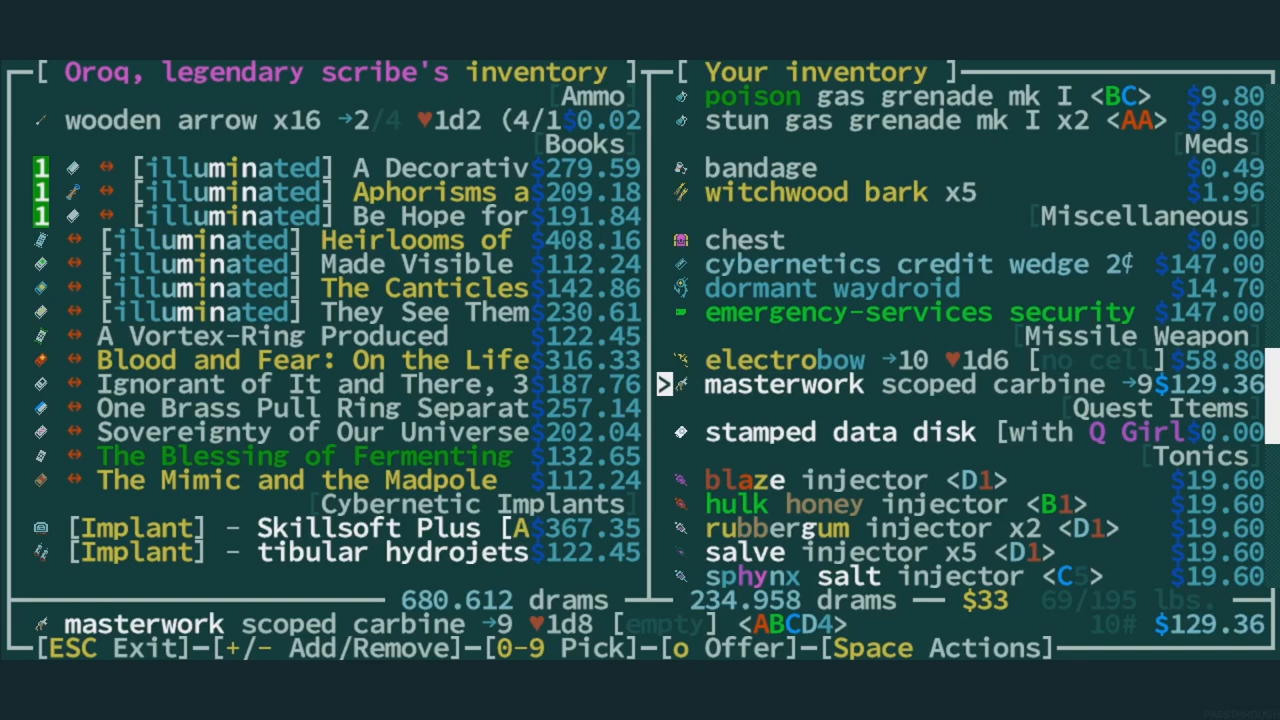 [ Oroq, legendary scribe's inventory ]
[Ammo]
wooden arrow x16 →2/4 ♥1d2 (4/1$0.02
[Books]
1 ↔ [illuminated] A Decorativ$279.59
1 ↔ [illuminated] Aphorisms a$209.18
1 ↔ [illuminated] Be Hope for$191.84
↔ [illuminated] Heirlooms of $408.16
↔ [illuminated] Made Visible $112.24
↔ [illuminated] The Canticles$142.86
↔ [illuminated] They See Them$230.61
↔ A Vortex-Ring Produced $122.45
↔ Blood and Fear: On the Life$316.33
↔ Ignorant of It and There, 3$187.76
↔ One Brass Pull Ring Separat$257.14
↔ Sovereignty of Our Universe$202.04
↔ The Blessing of Fermenting $132.65
↔ The Mimic and the Madpole $112.24
[Cybernetic Implants]
[Implant] - Skillsoft Plus [A$367.35
[Implant] - tibular hydrojets$122.45
680.612 drams
[ Your inventory ]
poison gas grenade mk I <BC> $9.80
stun gas grenade mk I x2 <AA> $9.80
[Meds]
bandage $0.49
witchwood bark x5 $1.96
[Miscellaneous]
chest $0.00
cybernetics credit wedge 2¢ $147.00
dormant waydroid $14.70
emergency-services security $147.00
[Missile Weapon]
electrobow →10 ♥1d6 [no cell]$58.80
> masterwork scoped carbine →9$129.36
[Quest Items]
stamped data disk [with Q Girl$0.00
[Tonics]
blaze injector <D1> $19.60
hulk honey injector <B1> $19.60
rubbergum injector x2 <D1> $19.60
salve injector x5 <D1> $19.60
sphynx salt injector <C5> $19.60
234.958 drams — $33 69/195 lbs.
masterwork scoped carbine →9 ♥1d8 [empty] <ABCD4> 10# $129.36
[ESC Exit]—[+/- Add/Remove]—[0-9 Pick]—[o Offer]—[Space Actions]